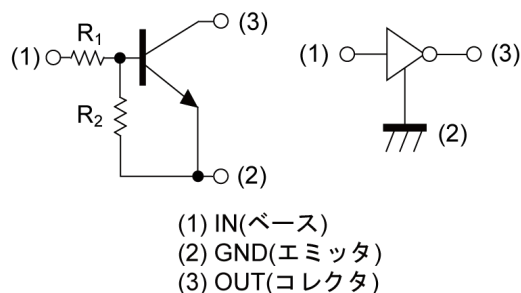 (3)
R₁
(1)
R₂
(2)
(1)
(3)
(2)
(1) IN(ベース)
(2) GND(エミッタ)
(3) OUT(コレクタ)